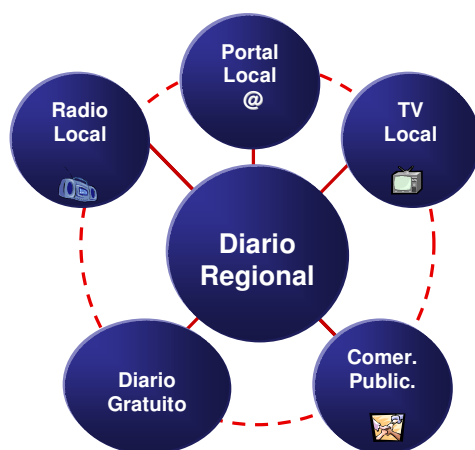 Portal
Local
@
Radio
Local
TV
Local
Diario
Regional
Diario
Gratuito
Comer.
Public.